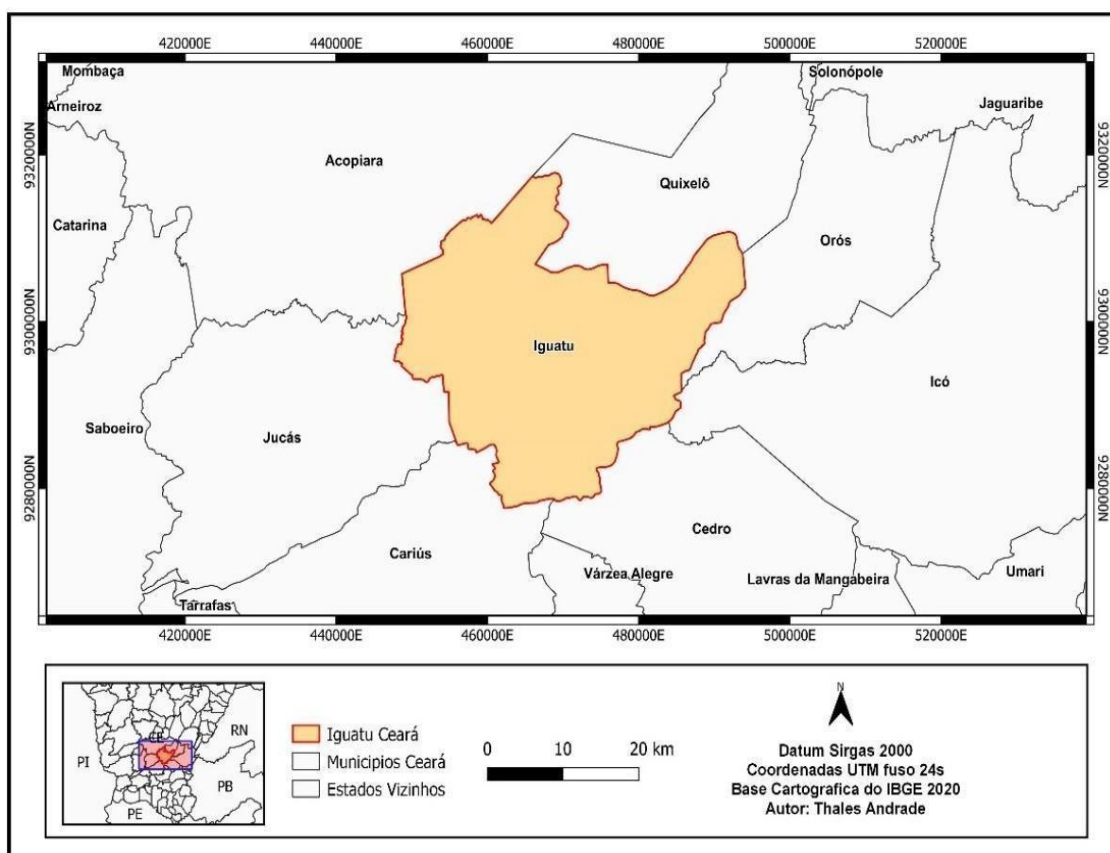 420000E 440000E 460000E 480000E 500000E 520000E
Mombaça
Solonópole
Arneiroz
Jaguaribe
9320000N
9320000N
Acopiara
Quixelô
Catarina
Orós
9300000N
9300000N
Iguatu
Icó
Saboeiro
Jucás
9280000N
9280000N
Cedro
Cariús
Várzea Alegre
Lavras da Mangabeira
Umari
Tarrafas
420000E 440000E 460000E 480000E 500000E 520000E
CE
RN
PI
PB
PE
Iguatu Ceará
Municipios Ceará
Estados Vizinhos
0 10 20 km
N
Datum Sirgas 2000
Coordenadas UTM fuso 24s
Base Cartografica do IBGE 2020
Autor: Thales Andrade